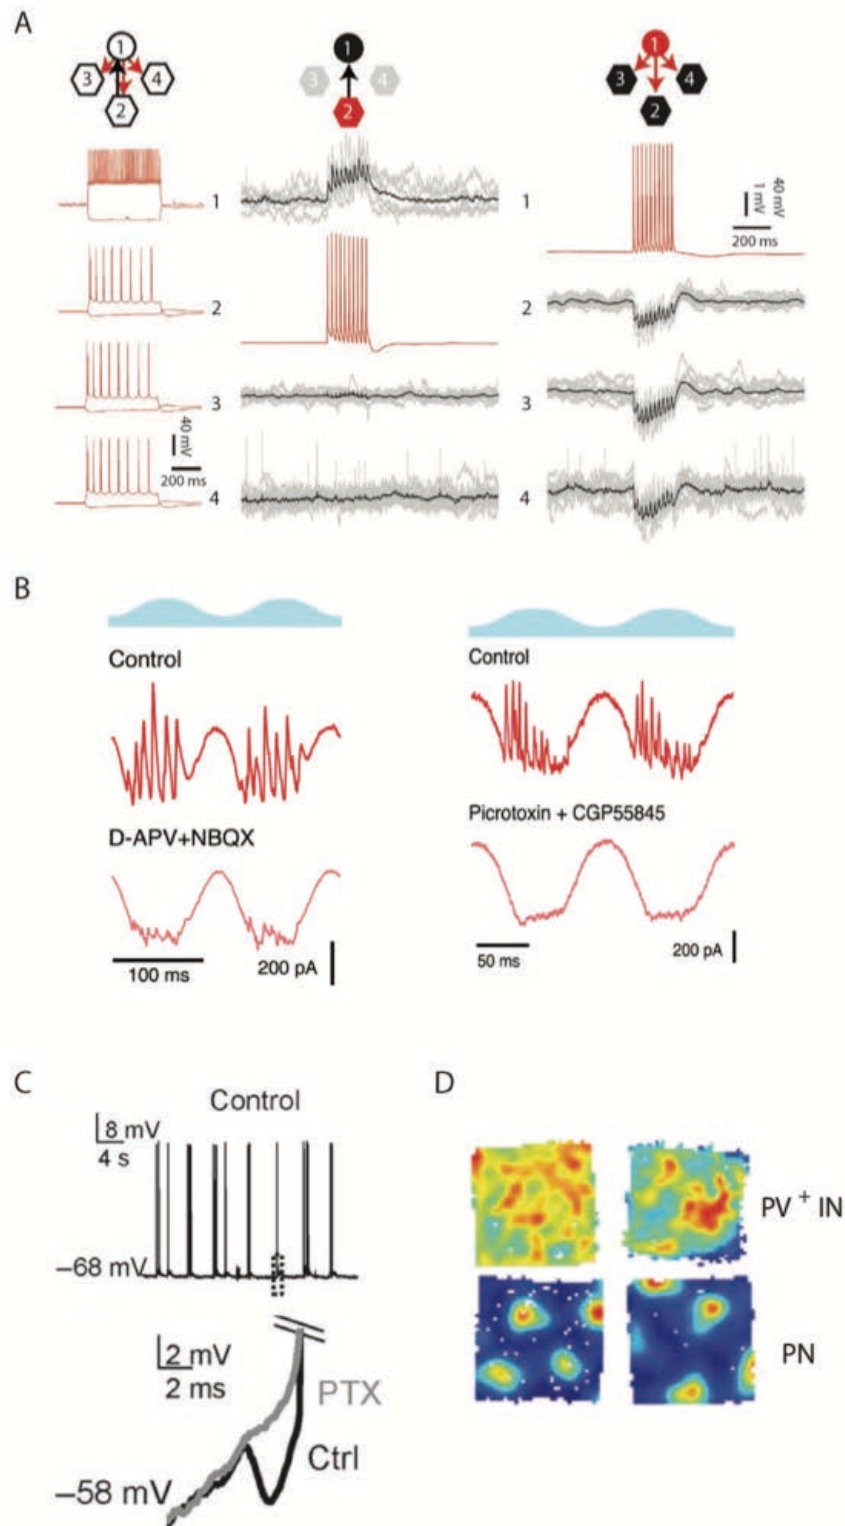 A
1
3
4
2
1
3
4
2
1
3
4
2
1
2
3
4
40 mV
200 ms
1
2
3
4
40 mV
1 mV
200 ms
B
Control
D-APV+NBQX
100 ms
200 pA
Control
Picrotoxin + CGP55845
50 ms
200 pA
C
Control
8 mV
4 s
–68 mV
2 mV
2 ms
PTX
Ctrl
–58 mV
D
PV + IN
PN